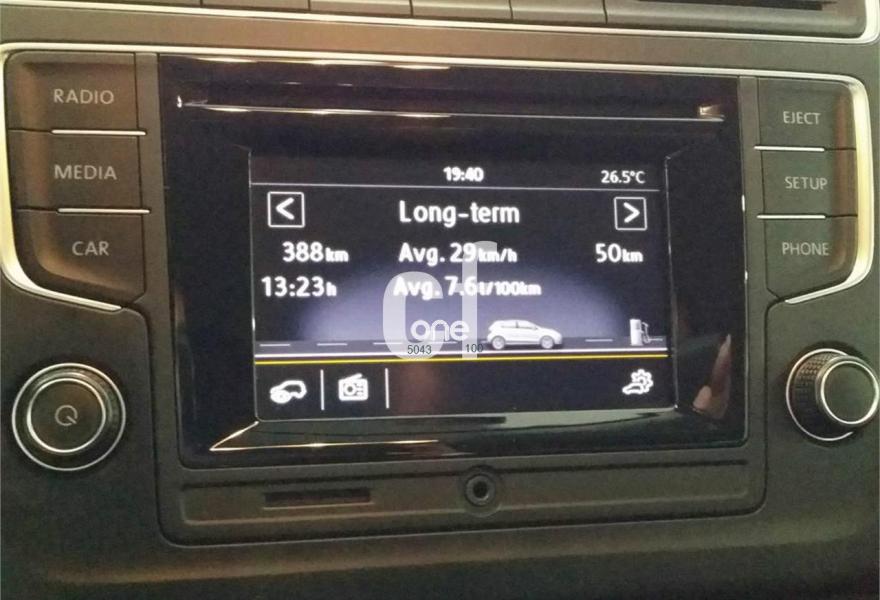 RADIO
MEDIA
CAR
EJECT
SETUP
PHONE
19:40 26.5°C
< Long-term >
388km Avg. 29km/h 50km
13:23h Avg. 7.6ℓ/100km
cl
one
5043 100